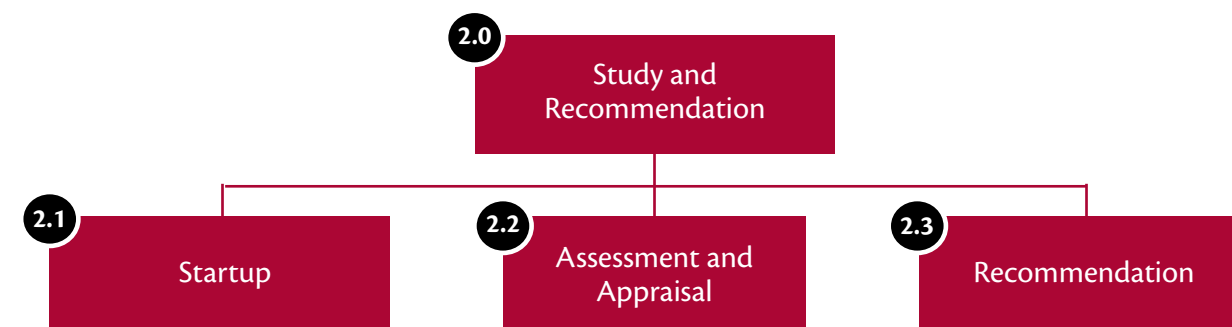 2.0
Study and
Recommendation
2.1
Startup
2.2
Assessment and
Appraisal
2.3
Recommendation